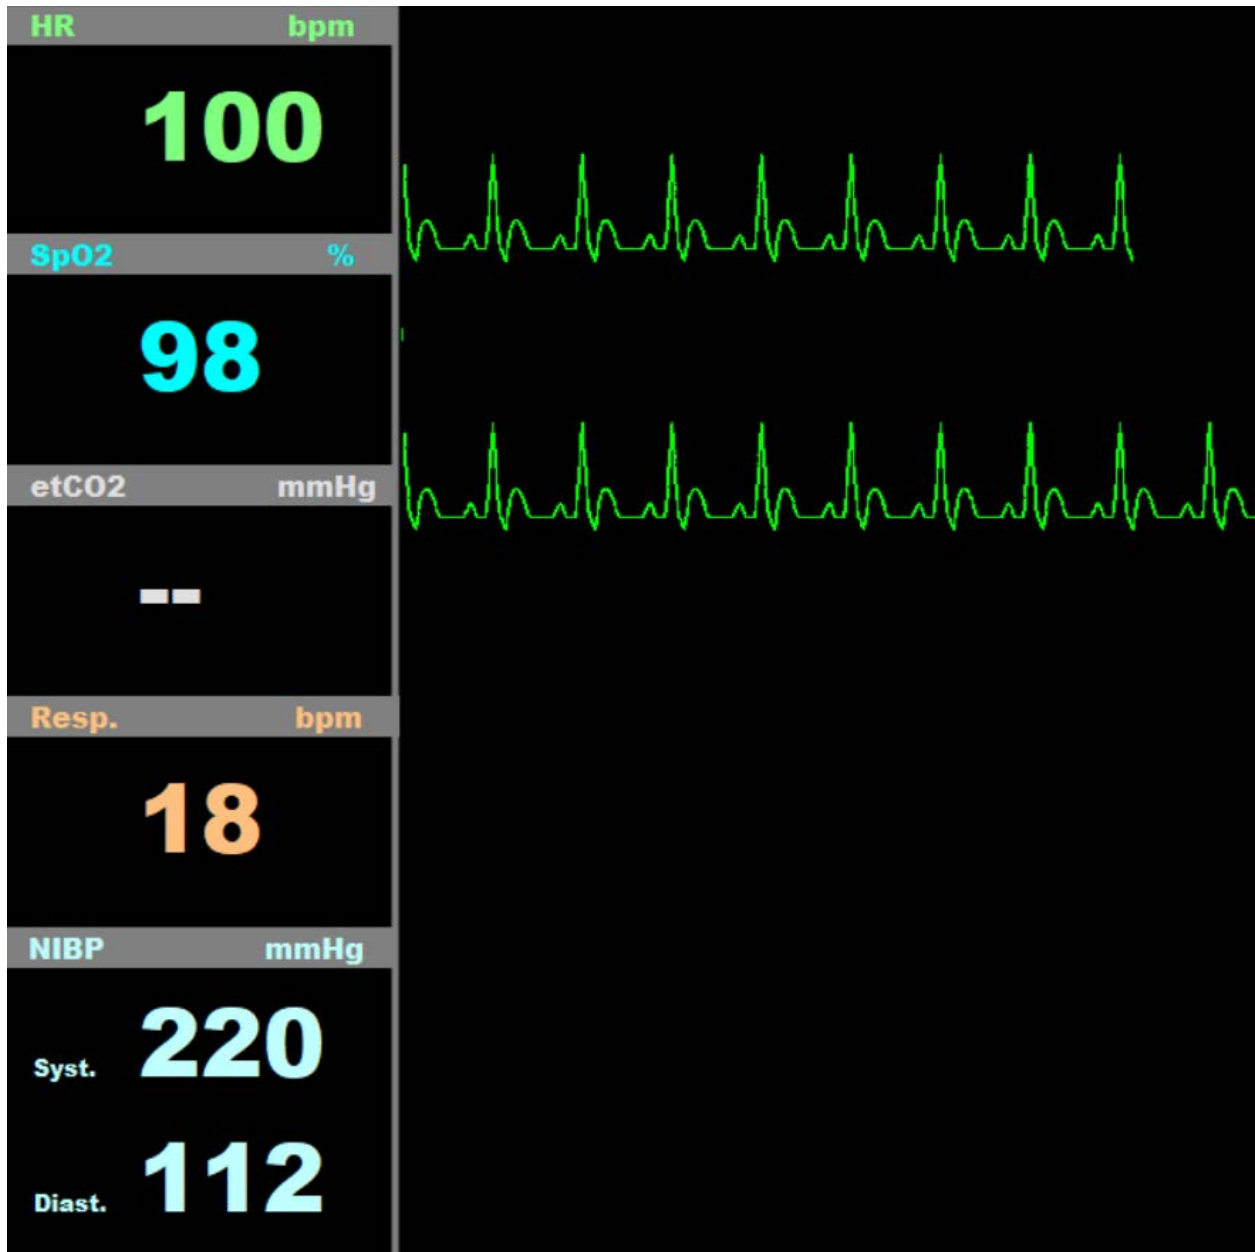 HR bpm
100
SpO2 %
98
etCO2 mmHg
--
Resp. bpm
18
NIBP mmHg
Syst. 220
Diast. 112